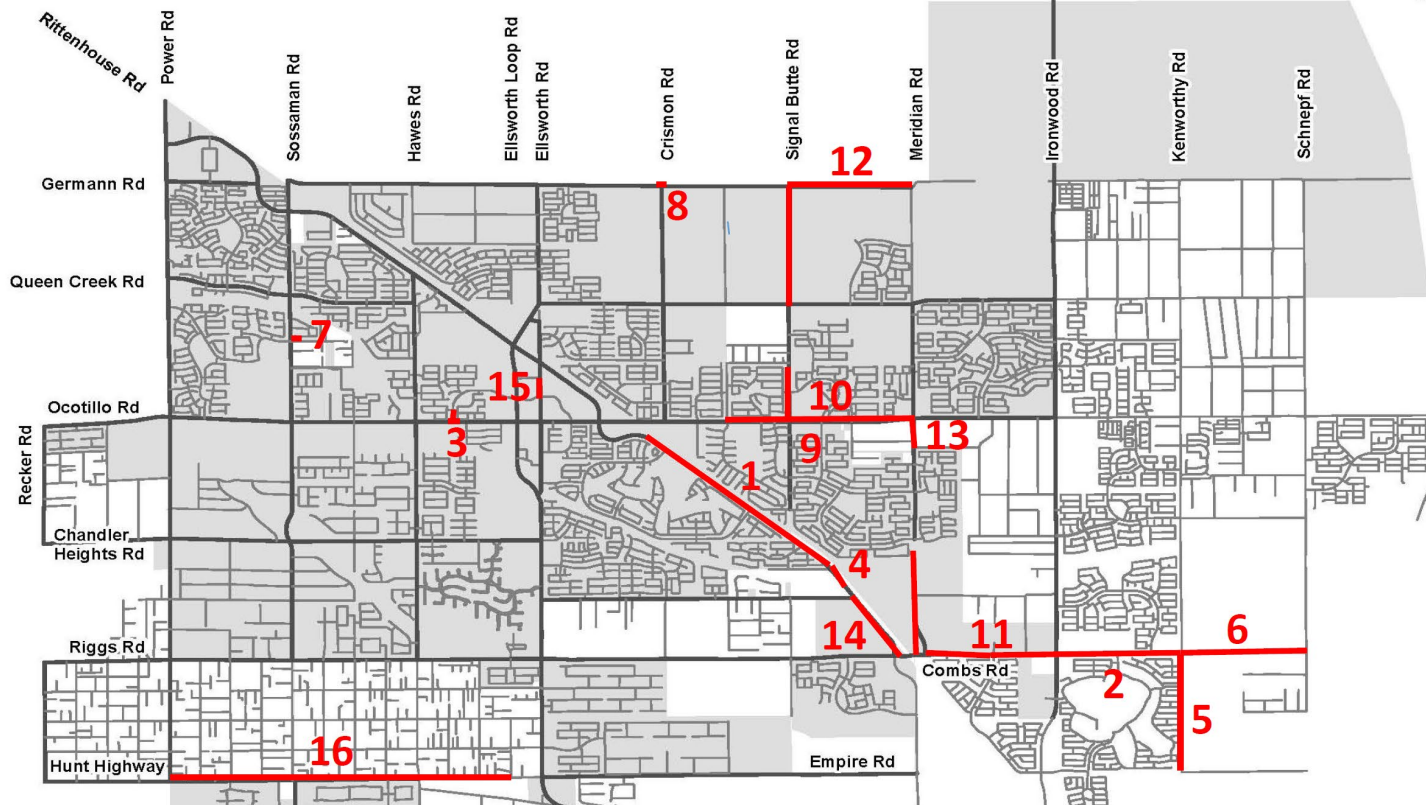 Rittenhouse Rd
Power Rd
Sossaman Rd
Hawes Rd
Ellsworth Loop Rd
Ellsworth Rd
Crismon Rd
Signal Butte Rd
Meridian Rd
Ironwood Rd
Kenworthy Rd
Schnepf Rd
12
Germann Rd
8
Queen Creek Rd
7
15
10
Ocotillo Rd
3
9
13
Recker Rd
1
Chandler
Heights Rd
4
6
14
11
Riggs Rd
Combs Rd
2
5
16
Hunt Highway
Empire Rd